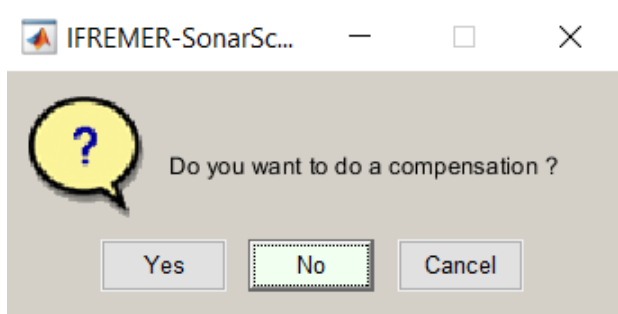 IFREMER-SonarSc...
?
Do you want to do a compensation ?
Yes No Cancel